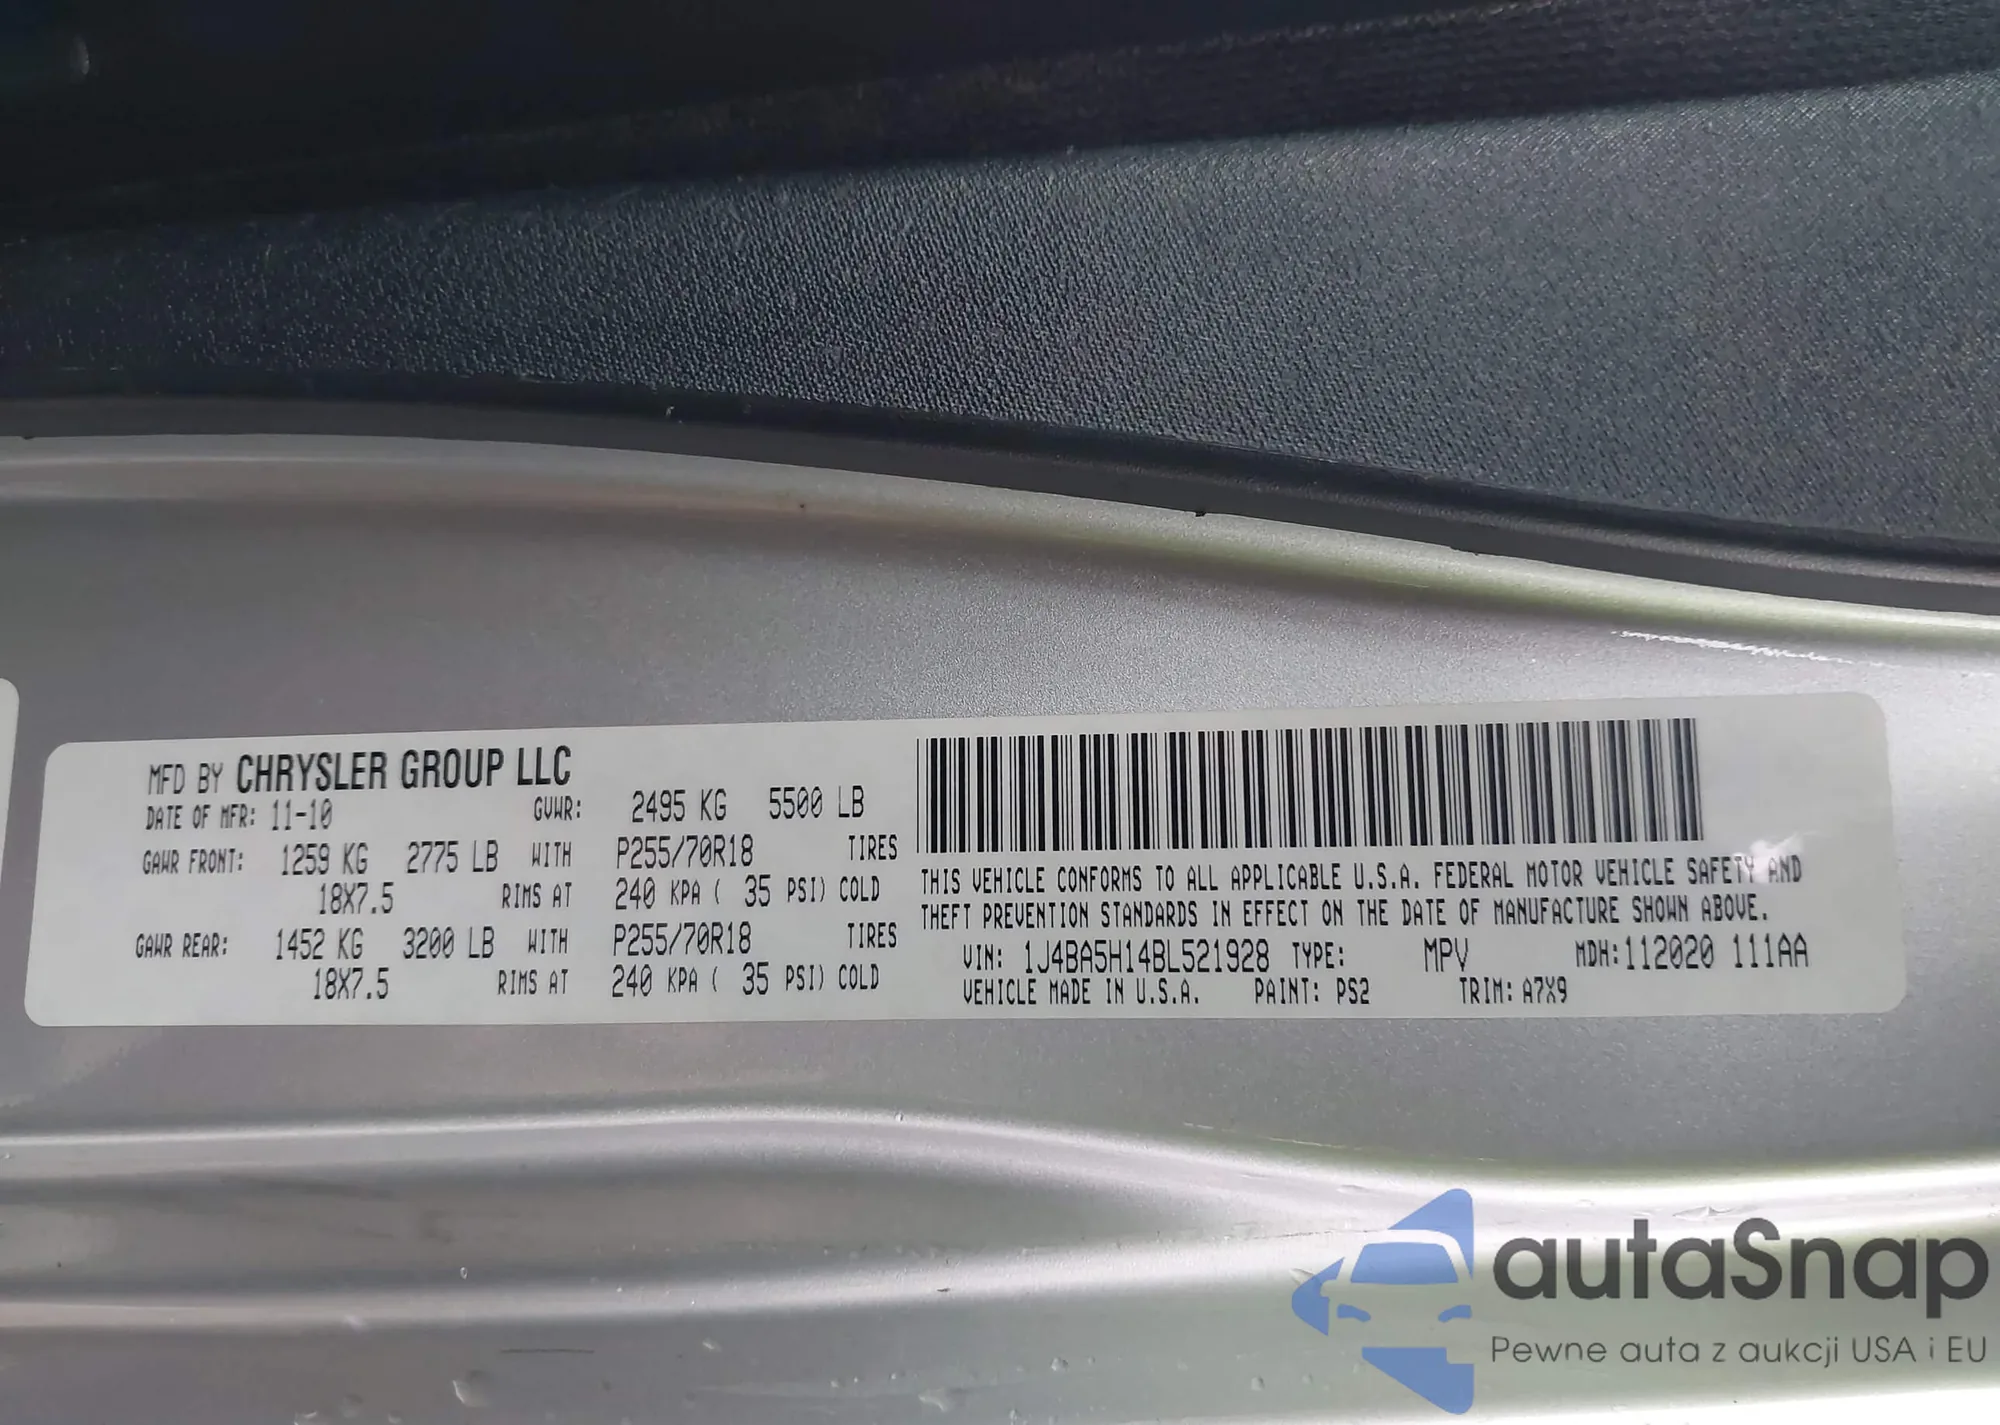 MFD BY CHRYSLER GROUP LLC
DATE OF MFR: 11-10 GVWR: 2495 KG 5500 LB
GAWR FRONT: 1259 KG 2775 LB WITH P255/70R18 TIRES
18X7.5 RIMS AT 240 KPA ( 35 PSI) COLD
GAWR REAR: 1452 KG 3200 LB WITH P255/70R18 TIRES
18X7.5 RIMS AT 240 KPA ( 35 PSI) COLD
THIS VEHICLE CONFORMS TO ALL APPLICABLE U.S.A. FEDERAL MOTOR VEHICLE SAFETY AND
THEFT PREVENTION STANDARDS IN EFFECT ON THE DATE OF MANUFACTURE SHOWN ABOVE.
VIN: 1J4BA5H14BL521928 TYPE: MPV MDH:112020 111AA
VEHICLE MADE IN U.S.A. PAINT: PS2 TRIM: A7X9
autaSnap
Pewne auta z aukcji USA i EU